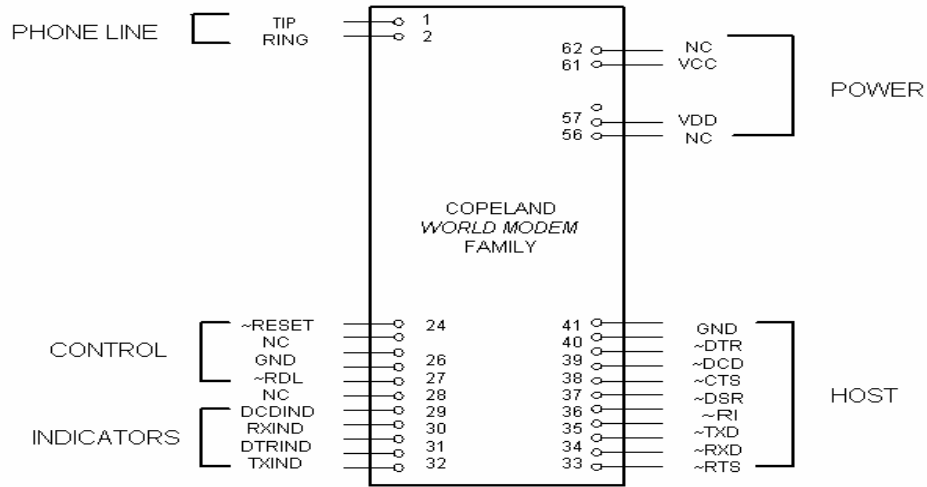 PHONE LINE
TIP
RING
1
2
62
61
57
56
NC
VCC
VDD
NC
POWER
COPELAND
WORLD MODEM
FAMILY
CONTROL
~RESET
NC
GND
~RDL
NC
INDICATORS
DCDIND
RXIND
DTRIND
TXIND
24
26
27
28
29
30
31
32
41
40
39
38
37
36
35
34
33
GND
~DTR
~DCD
~CTS
~DSR
~RI
~TXD
~RXD
~RTS
HOST